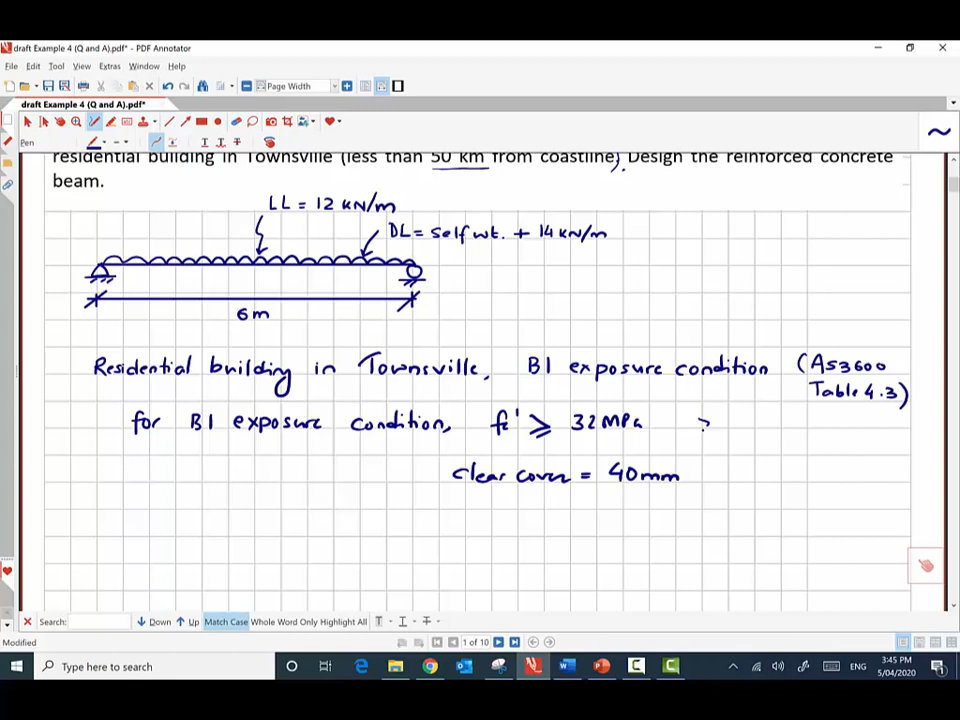 draft Example 4 (Q and A).pdf* - PDF Annotator
File Edit Tool View Extras Window Help
Page Width
draft Example 4 (Q and A).pdf*
Pen
residential building in Townsville (less than 50 km from coastline). Design the reinforced concrete
beam.
LL = 12 KN/m
DL = self wt. + 14 KN/m
6 m
Residential building in Townsville, B1 exposure condition (AS3600
Table 4.3)
for B1 exposure condition, fc' ⩾ 32 MPa
clear cover = 40mm
Search: Down Up Match Case Whole Word Only Highlight All
Modified 1 of 10
Type here to search ENG 3:45 PM
5/04/2020